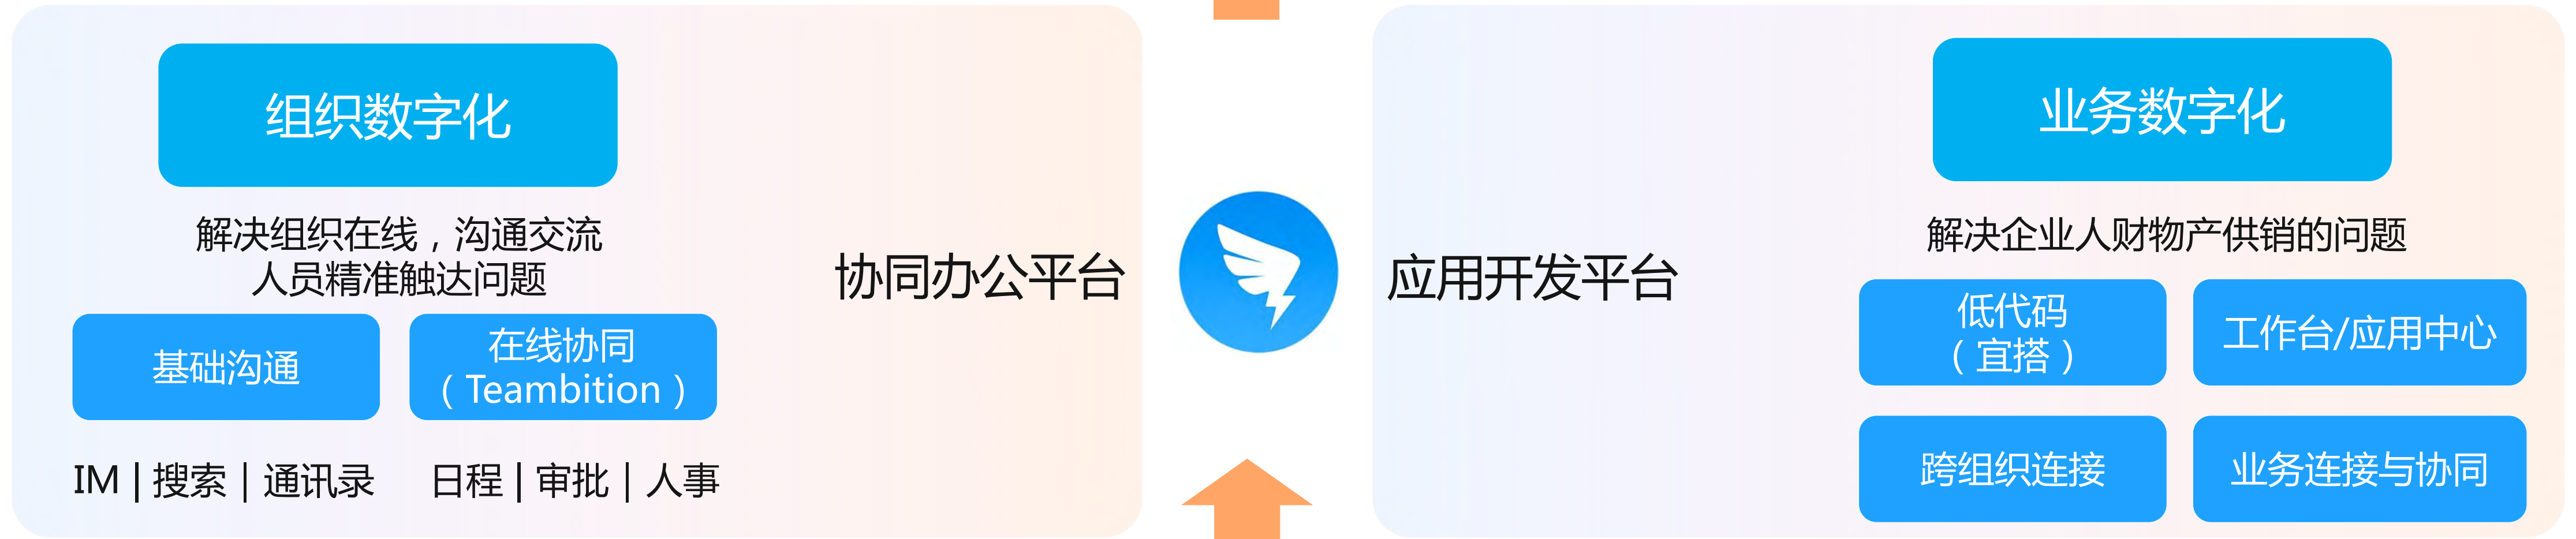 组织数字化
解决组织在线，沟通交流
人员精准触达问题
基础沟通
在线协同
（Teambition）
IM | 搜索 | 通讯录
日程 | 审批 | 人事
协同办公平台
应用开发平台
业务数字化
解决企业人财物产供销的问题
低代码
（宜搭）
工作台/应用中心
跨组织连接
业务连接与协同